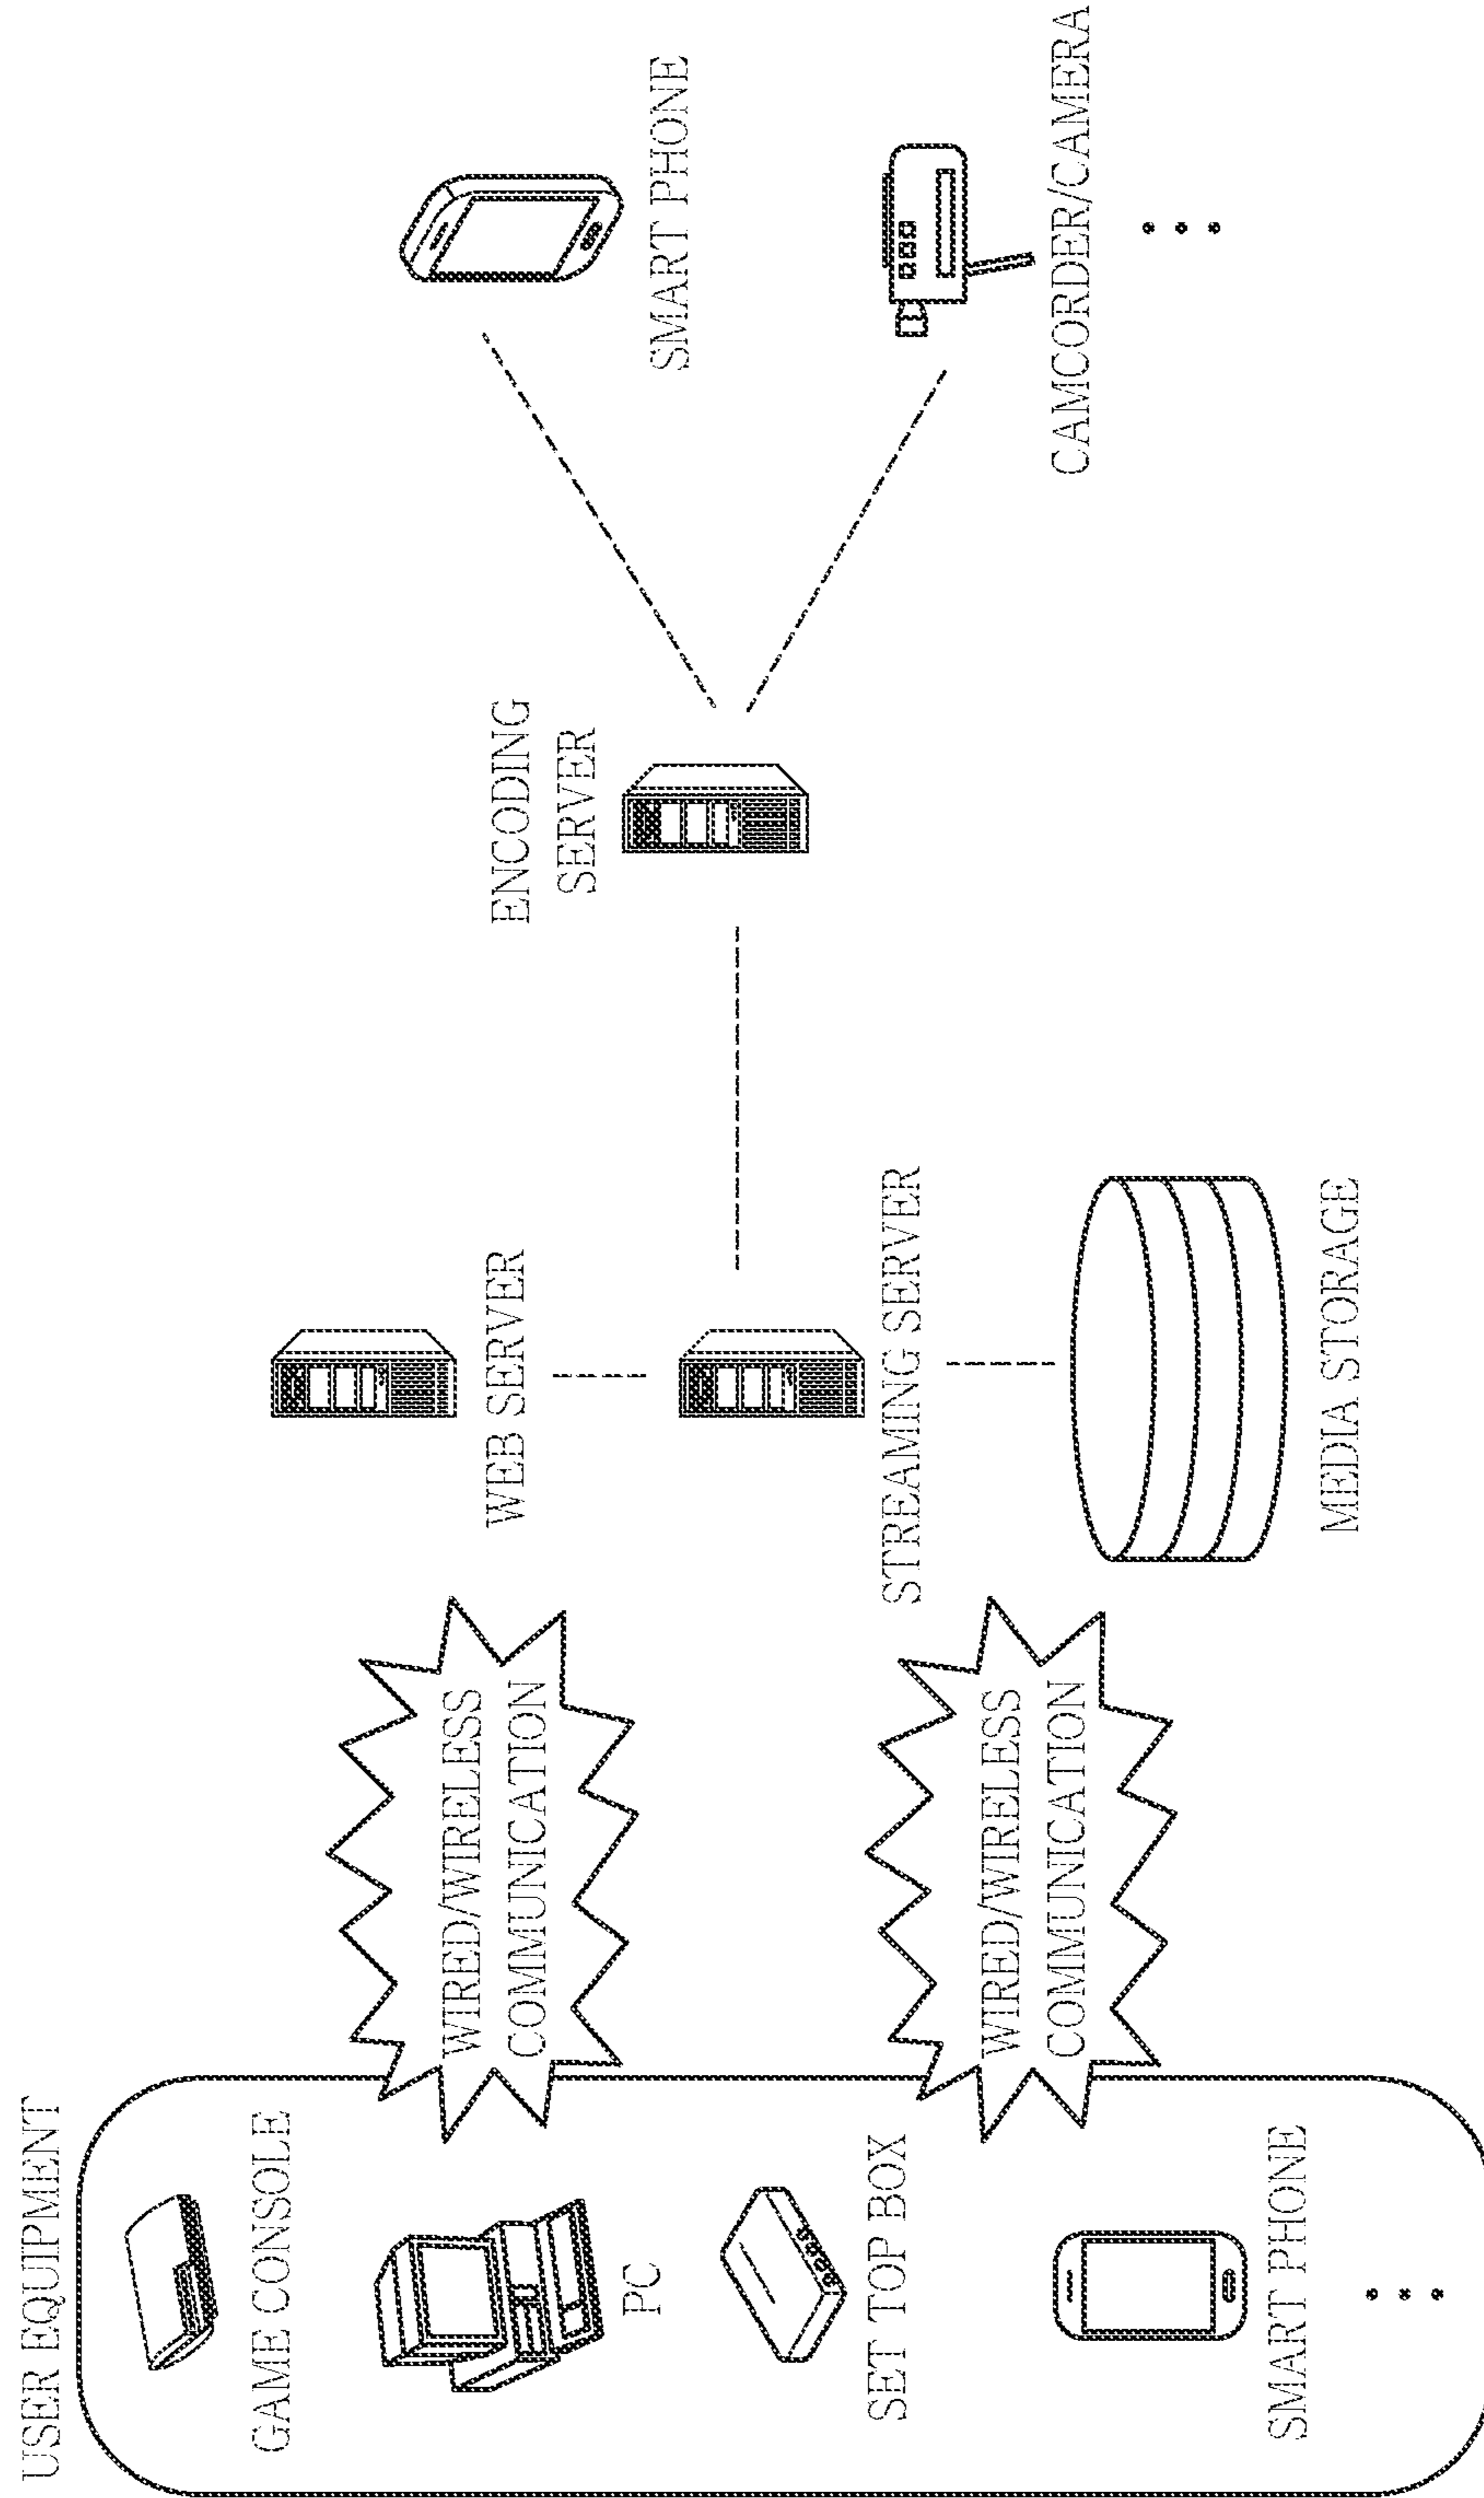 USER EQUIPMENT
GAME CONSOLE
PC
SET TOP BOX
SMART PHONE
WIRED/WIRELESS
COMMUNICATION
WIRED/WIRELESS
COMMUNICATION
WEB SERVER
STREAMING SERVER
MEDIA STORAGE
ENCODING
SERVER
SMART PHONE
CAMCORDER/CAMERA